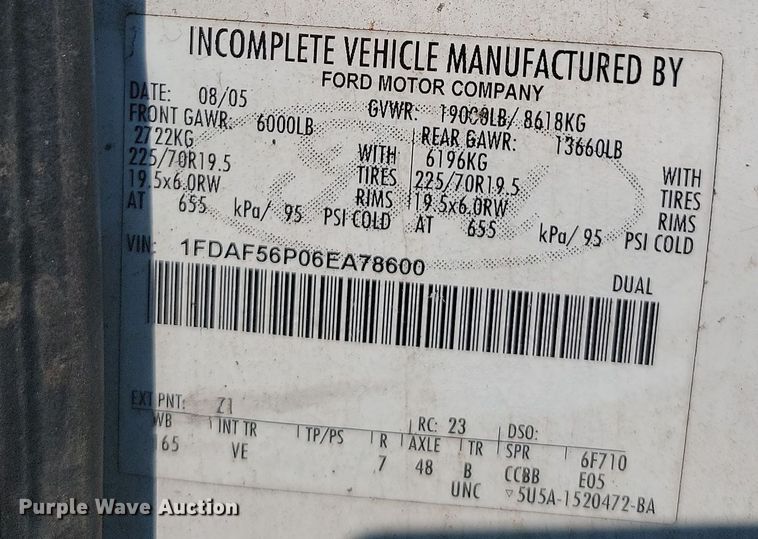 INCOMPLETE VEHICLE MANUFACTURED BY
FORD MOTOR COMPANY
DATE: 08/05 GVWR: 19000LB/ 8618KG
FRONT GAWR: 6000LB REAR GAWR: 13660LB
2722KG WITH 6196KG WITH
225/70R19.5 TIRES 225/70R19.5 TIRES
19.5x6.0RW RIMS 19.5x6.0RW RIMS
AT 655 kPa/ 95 PSI COLD AT 655 kPa/ 95 PSI COLD
VIN: 1FDAF56P06EA78600
DUAL
EXT PNT: Z1 RC: 23 DSO:
WB INT TR TP/PS R AXLE TR SPR 6F710
165 VE 7 48 B CCBB E05
UNC ▽5U5A-1520472-BA
Purple Wave Auction